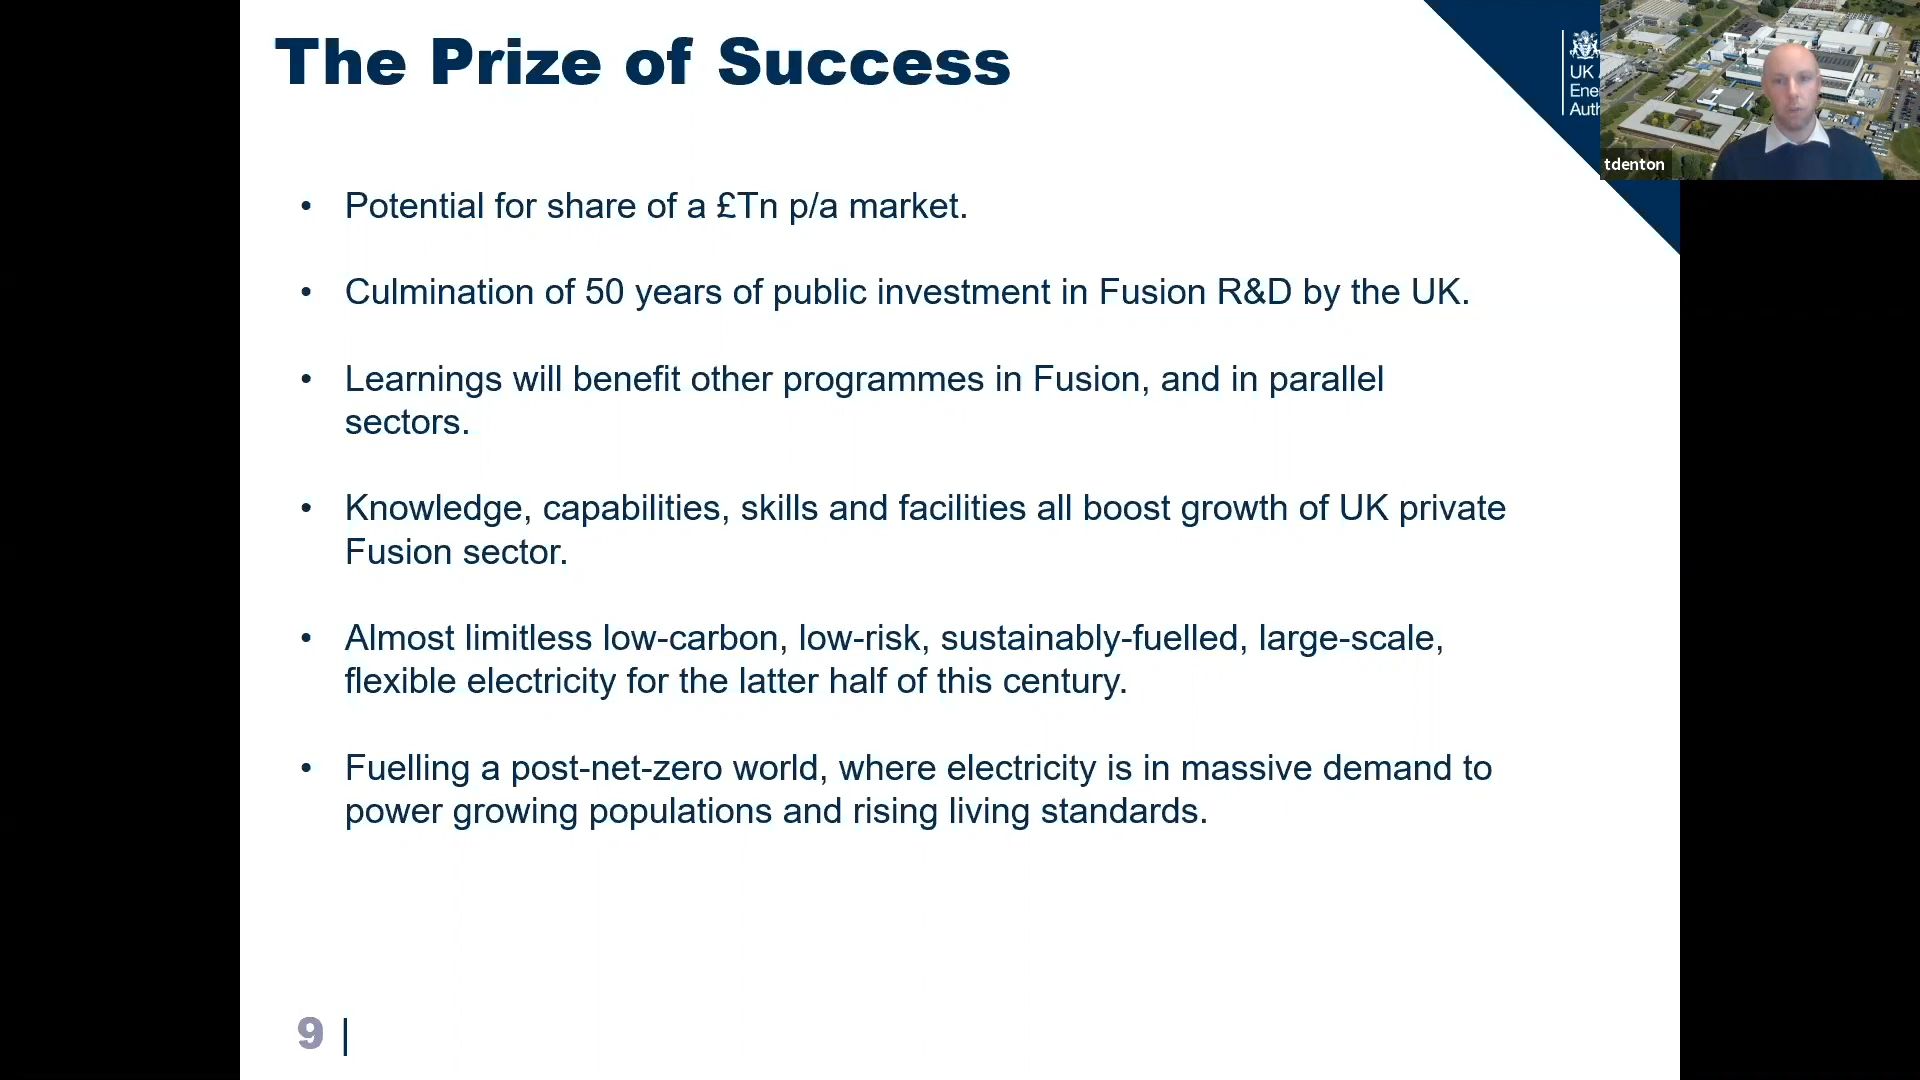 The Prize of Success
UK
Ene
Auth
tdenton
• Potential for share of a £Tn p/a market.
• Culmination of 50 years of public investment in Fusion R&D by the UK.
• Learnings will benefit other programmes in Fusion, and in parallel
sectors.
• Knowledge, capabilities, skills and facilities all boost growth of UK private
Fusion sector.
• Almost limitless low-carbon, low-risk, sustainably-fuelled, large-scale,
flexible electricity for the latter half of this century.
• Fuelling a post-net-zero world, where electricity is in massive demand to
power growing populations and rising living standards.
9 |